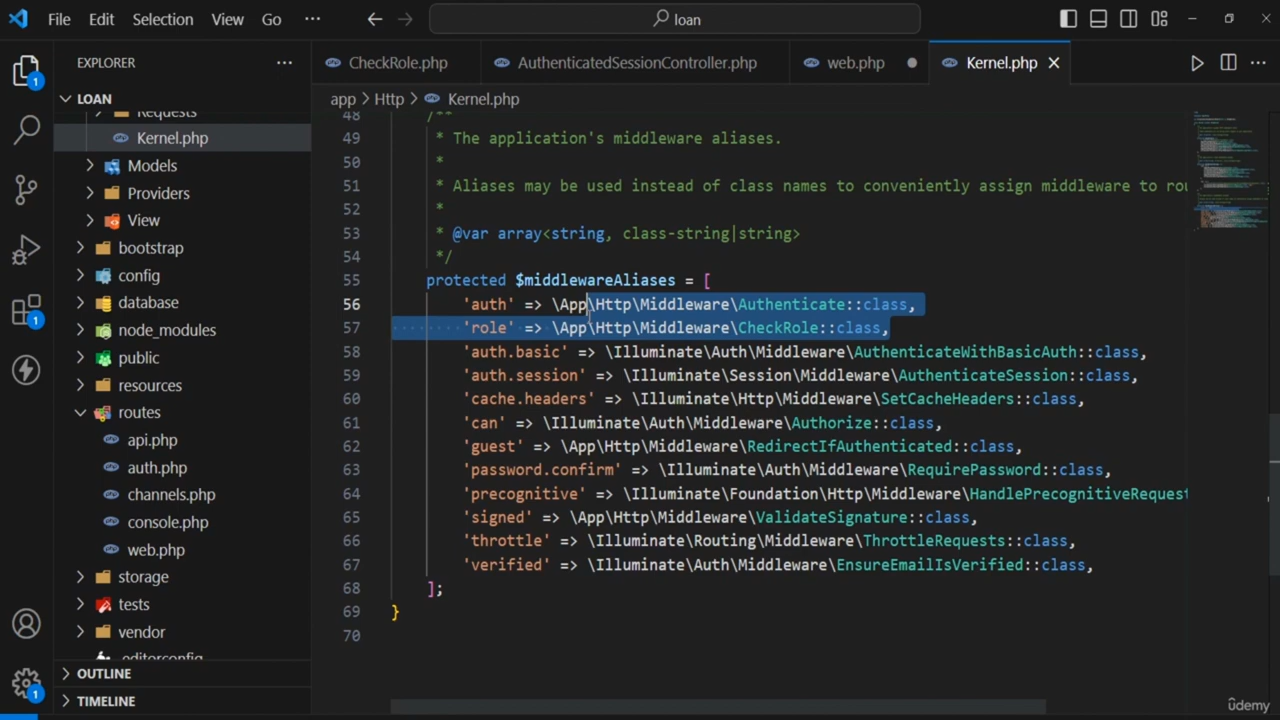 File Edit Selection View Go ··· loan
EXPLORER ···
CheckRole.php AuthenticatedSessionController.php web.php Kernel.php
LOAN
app > Http > Kernel.php
Requests
Kernel.php
Models
Providers
View
bootstrap
config
database
node_modules
public
resources
routes
api.php
auth.php
channels.php
console.php
web.php
storage
tests
vendor
.editorconfig
OUTLINE
TIMELINE
1
1
1
48 /**
49 * The application's middleware aliases.
50 *
51 * Aliases may be used instead of class names to conveniently assign middleware to rou
52 *
53 * @var array<string, class-string|string>
54 */
55 protected $middlewareAliases = [
56 'auth' => \App\Http\Middleware\Authenticate::class,
57 'role' => \App\Http\Middleware\CheckRole::class,
58 'auth.basic' => \Illuminate\Auth\Middleware\AuthenticateWithBasicAuth::class,
59 'auth.session' => \Illuminate\Session\Middleware\AuthenticateSession::class,
60 'cache.headers' => \Illuminate\Http\Middleware\SetCacheHeaders::class,
61 'can' => \Illuminate\Auth\Middleware\Authorize::class,
62 'guest' => \App\Http\Middleware\RedirectIfAuthenticated::class,
63 'password.confirm' => \Illuminate\Auth\Middleware\RequirePassword::class,
64 'precognitive' => \Illuminate\Foundation\Http\Middleware\HandlePrecognitiveRequest
65 'signed' => \App\Http\Middleware\ValidateSignature::class,
66 'throttle' => \Illuminate\Routing\Middleware\ThrottleRequests::class,
67 'verified' => \Illuminate\Auth\Middleware\EnsureEmailIsVerified::class,
68 ];
69 }
70
ûdemy